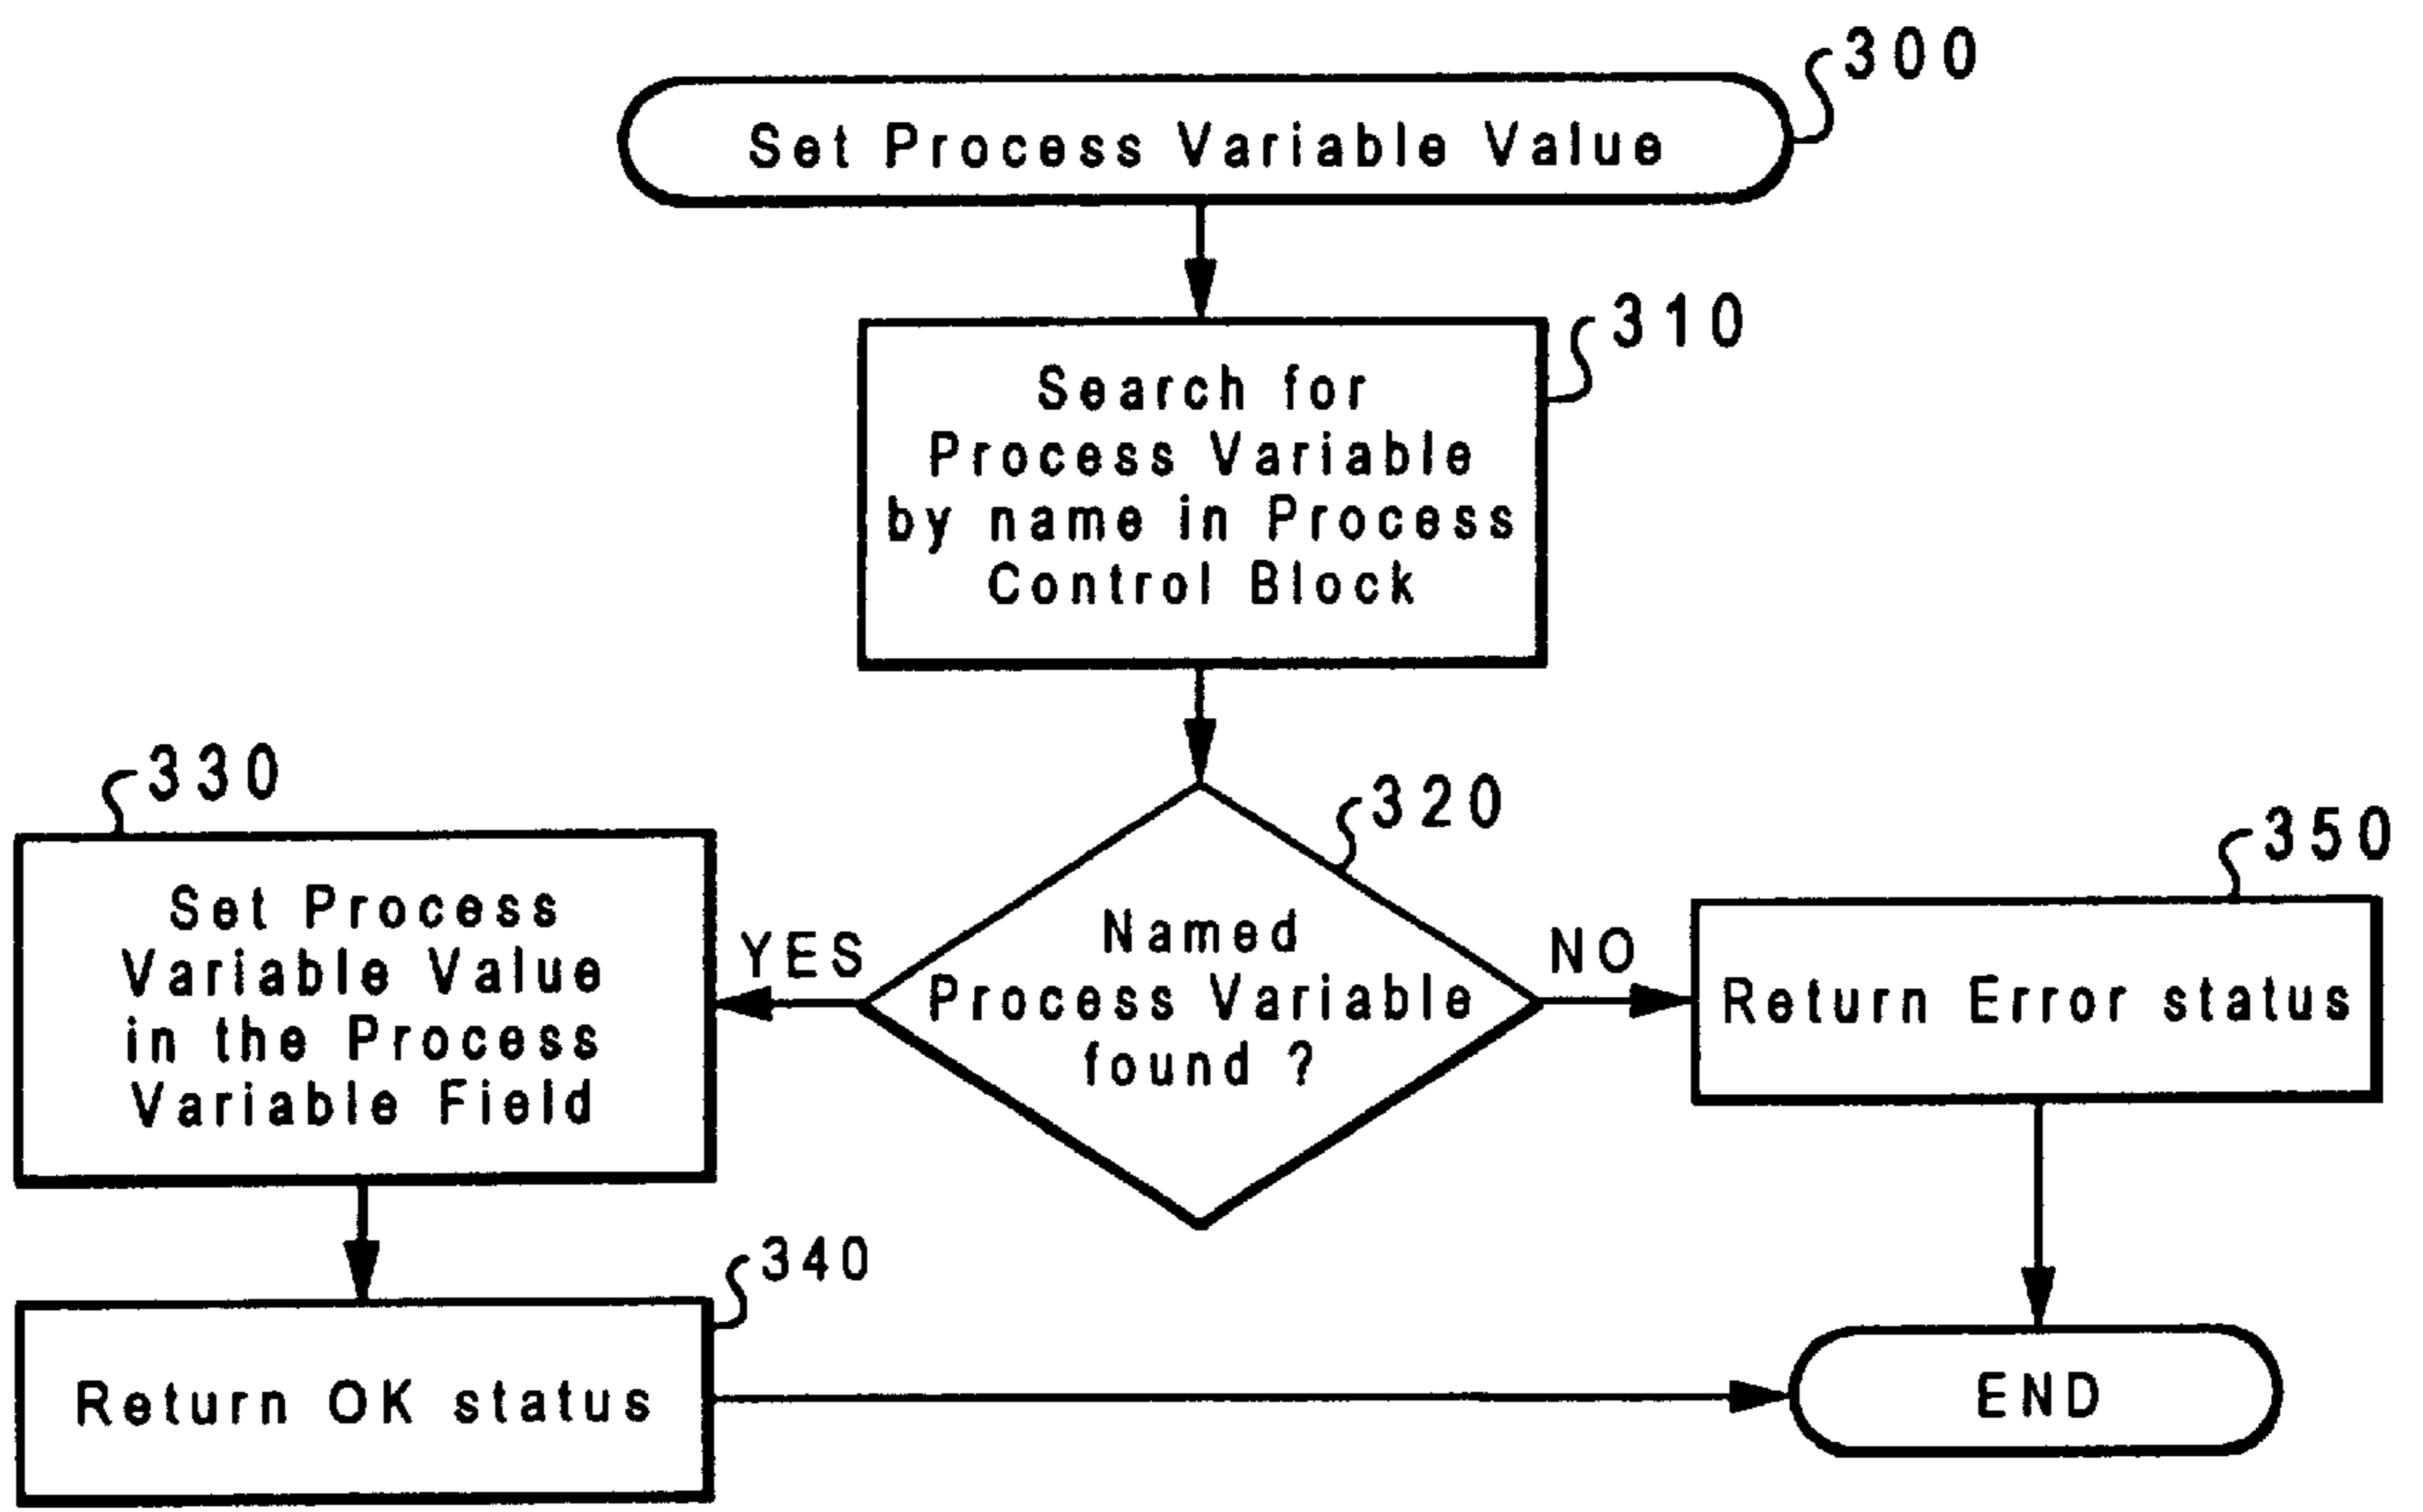 300
Set Process Variable Value
310
Search for
Process Variable
by name in Process
Control Block
330
320
350
Set Process
Variable Value
in the Process
Variable Field
YES
Named
Process Variable
found ?
NO
Return Error status
340
Return OK status
END